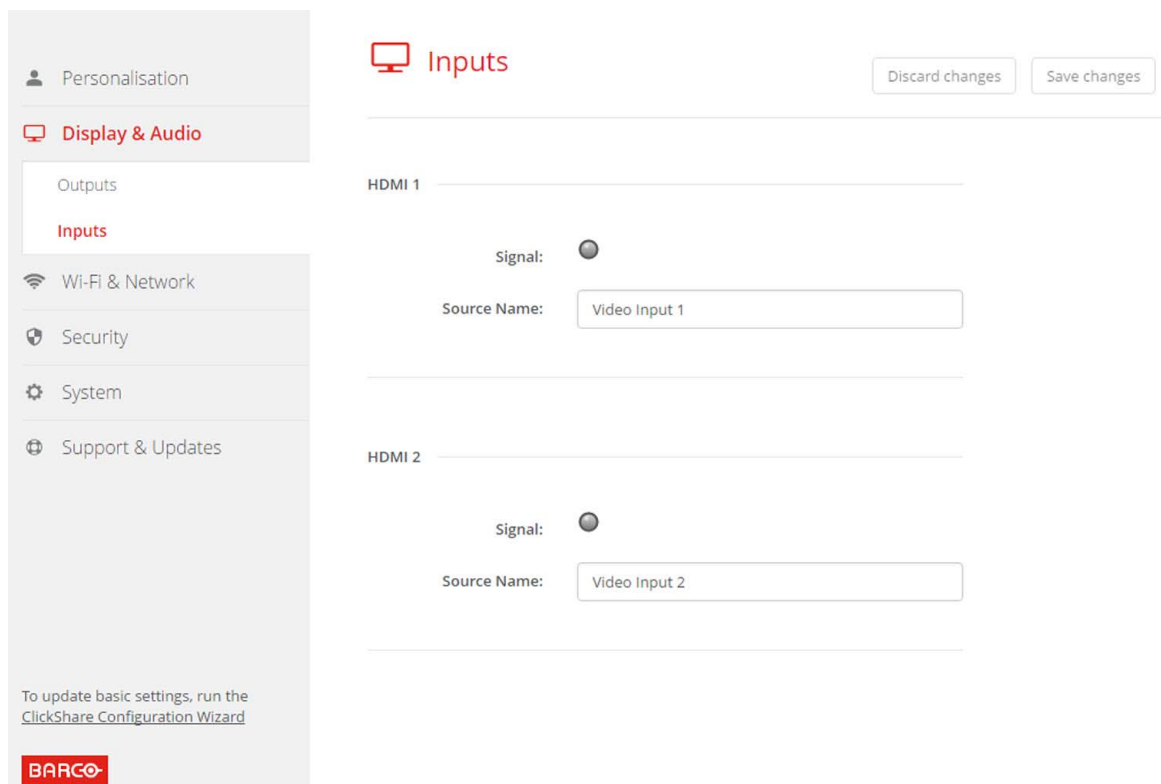 Personalisation
Display & Audio
Outputs
Inputs
Wi-Fi & Network
Security
System
Support & Updates
To update basic settings, run the
ClickShare Configuration Wizard
BARCO
Inputs
Discard changes
Save changes
HDMI 1
Signal:
Source Name:
Video Input 1
HDMI 2
Signal:
Source Name:
Video Input 2